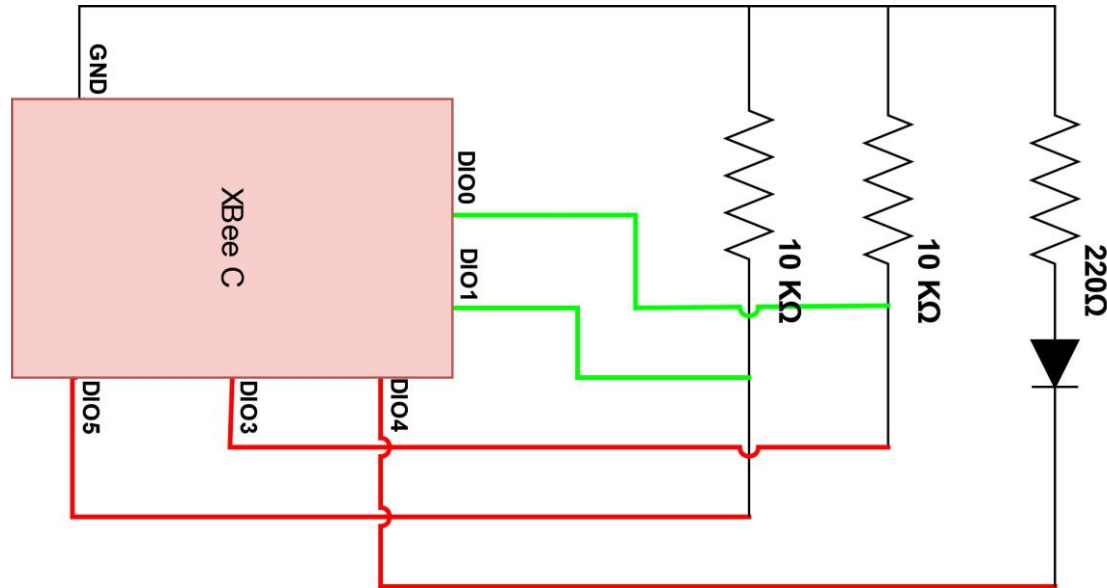 GND
XBee C
DIO0
DIO1
DIO5
DIO3
DIO4
10 KΩ
10 KΩ
220Ω